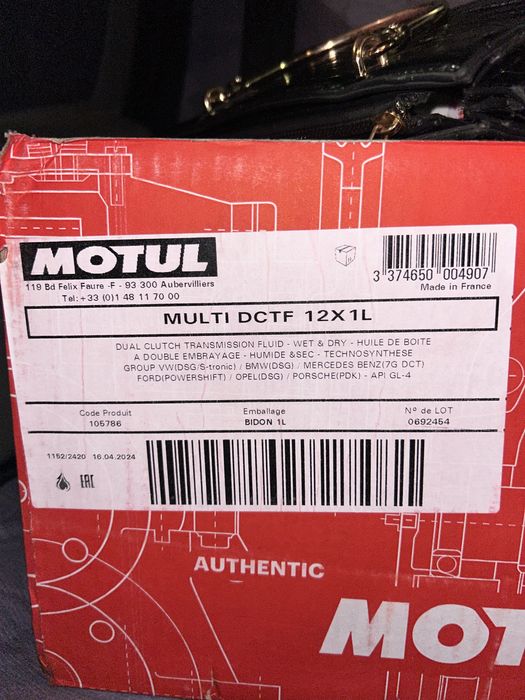 MOTUL
119 Bd Felix Faure -F - 93 300 Aubervilliers
Tel:+33 (0)1 48 11 70 00
3 374650 004907
Made in France
MULTI DCTF 12X1L
DUAL CLUTCH TRANSMISSION FLUID - WET & DRY - HUILE DE BOITE
A DOUBLE EMBRAYAGE - HUMIDE &SEC - TECHNOSYNTHESE
GROUP VW(DSG/S-tronic) / BMW(DSG) / MERCEDES BENZ(7G DCT)
FORD(POWERSHIFT) / OPEL(DSG) / PORSCHE(PDK) - API GL-4
Code Produit
105786
Emballage
BIDON 1L
Nº de LOT
0692454
1152/2420 16.04.2024
EAC
AUTHENTIC
MOT